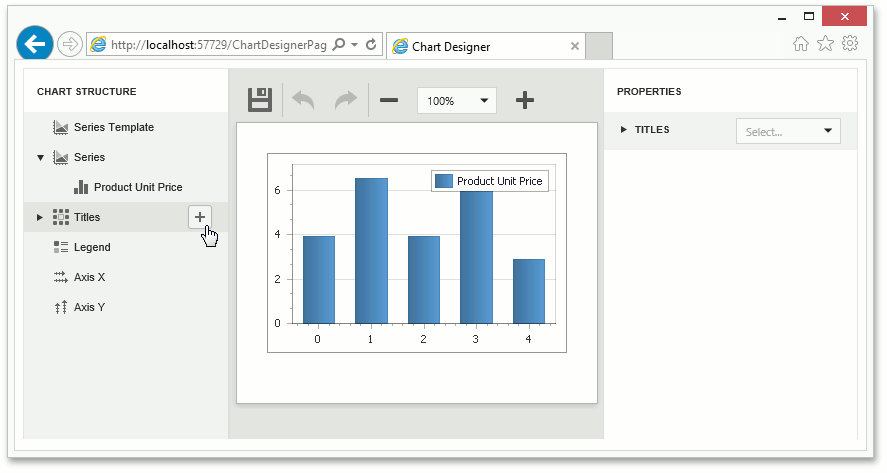 http://localhost:57729/ChartDesignerPag
Chart Designer
CHART STRUCTURE
Series Template
Series
Product Unit Price
Titles
Legend
Axis X
Axis Y
100%
Product Unit Price
6
4
2
0
0 1 2 3 4
PROPERTIES
TITLES Select...